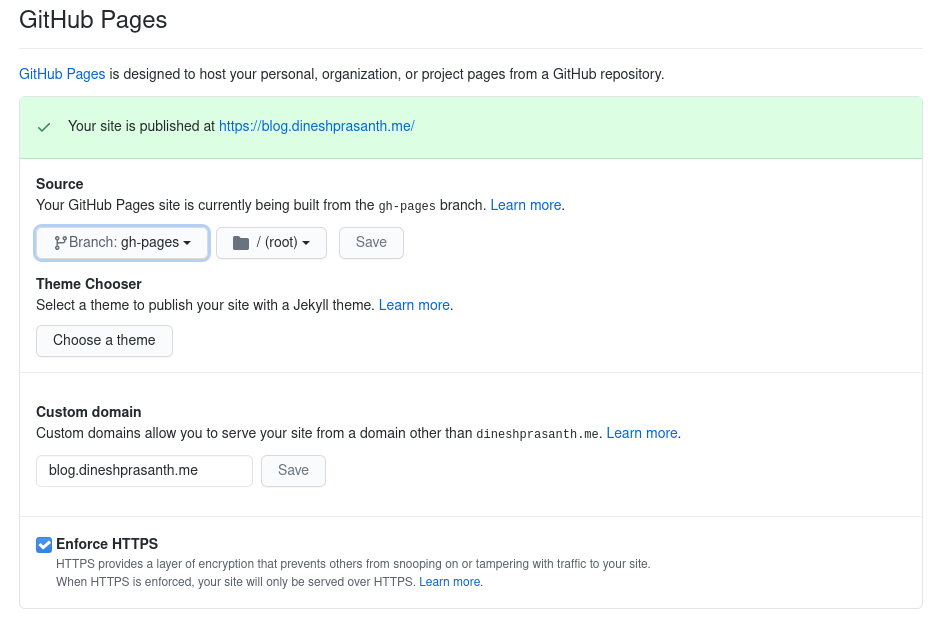 GitHub Pages
GitHub Pages is designed to host your personal, organization, or project pages from a GitHub repository.
Your site is published at https://blog.dineshprasanth.me/
Source
Your GitHub Pages site is currently being built from the gh-pages branch. Learn more.
Branch: gh-pages / (root) Save
Theme Chooser
Select a theme to publish your site with a Jekyll theme. Learn more.
Choose a theme
Custom domain
Custom domains allow you to serve your site from a domain other than dineshprasanth.me. Learn more.
blog.dineshprasanth.me Save
Enforce HTTPS
HTTPS provides a layer of encryption that prevents others from snooping on or tampering with traffic to your site.
When HTTPS is enforced, your site will only be served over HTTPS. Learn more.